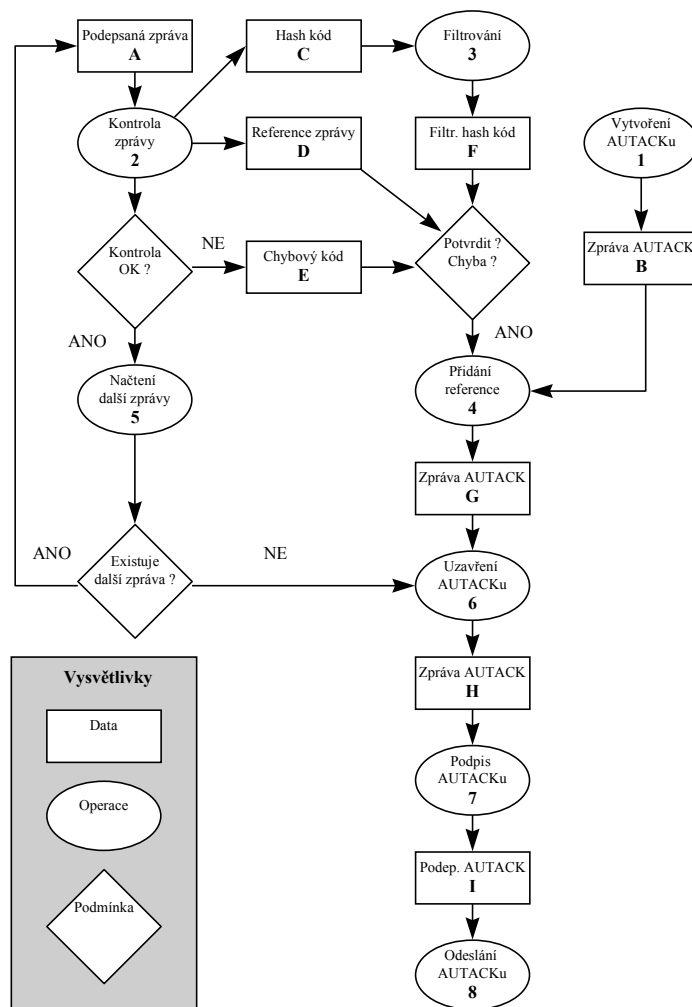 Podepsaná zpráva
A
Hash kód
C
Filtrování
3
Kontrola
zprávy
2
Reference zprávy
D
Filtr. hash kód
F
Vytvoření
AUTACKu
1
Kontrola
OK ?
NE
Chybový kód
E
Potvrdit ?
Chyba ?
Zpráva AUTACK
B
ANO
ANO
Načtení
další zprávy
5
Přidání
reference
4
Zpráva AUTACK
G
ANO
Existuje
další zpráva ?
NE
Uzavření
AUTACKu
6
Zpráva AUTACK
H
Podpis
AUTACKu
7
Podep. AUTACK
I
Odeslání
AUTACKu
8
Vysvětlivky
Data
Operace
Podmínka